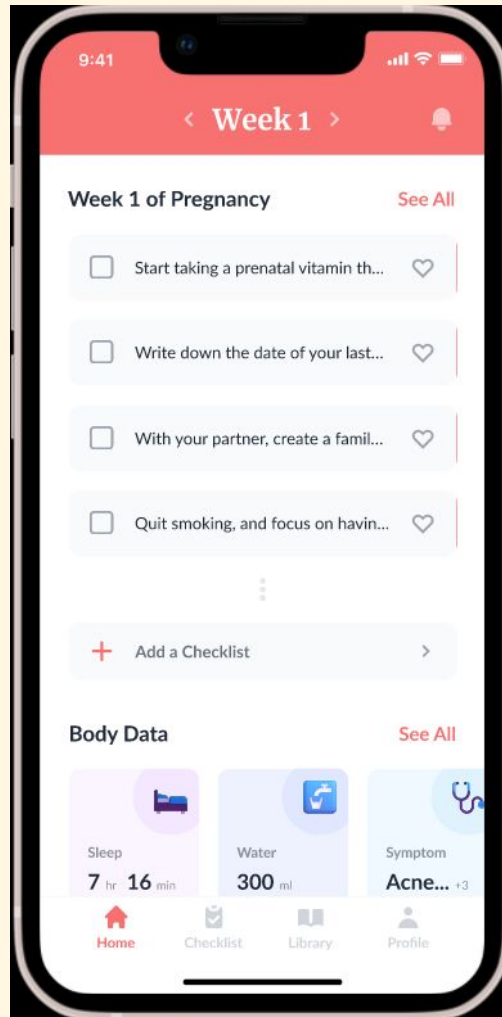 9:41
Week 1
Week 1 of Pregnancy See All
Start taking a prenatal vitamin th...
Write down the date of your last...
With your partner, create a famil...
Quit smoking, and focus on havin...
Add a Checklist
Body Data See All
Sleep Water Symptom
7 hr 16 min 300 ml Acne... +3
Home Checklist Library Profile